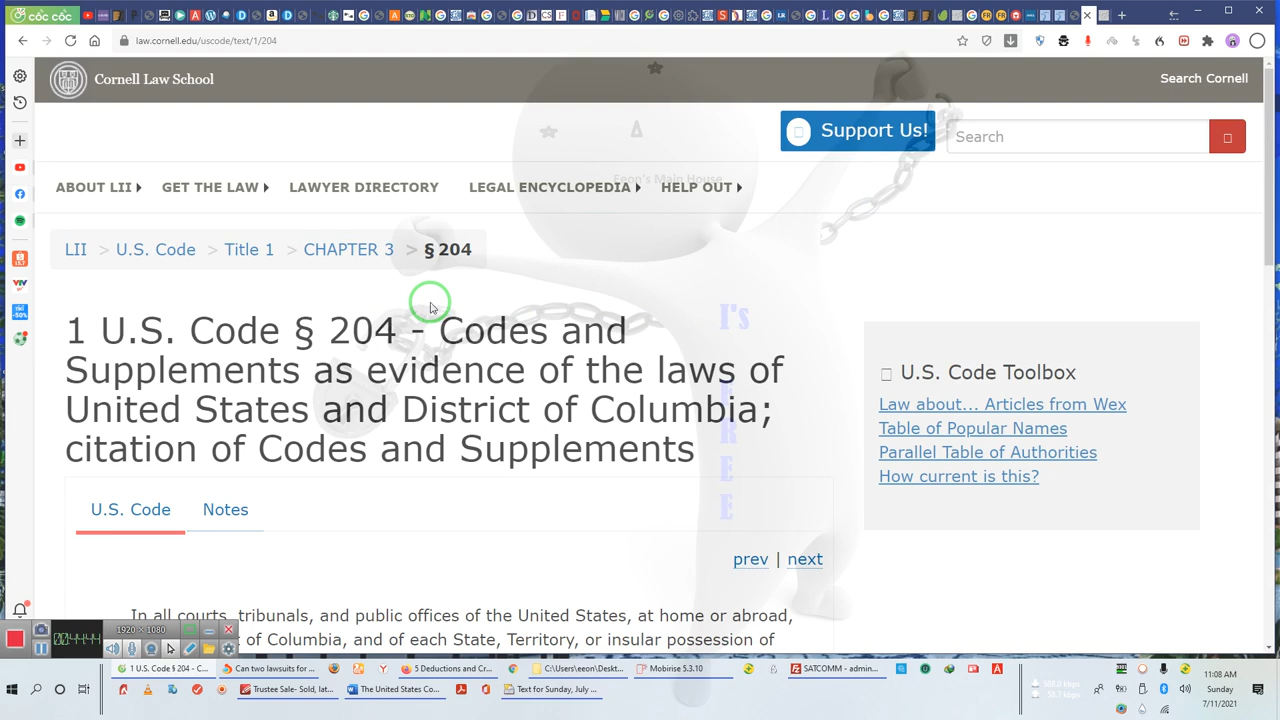 cốc cốc
law.cornell.edu/uscode/text/1/204
Cornell Law School
Search Cornell
Support Us!
Search
Eeon's Main House
ABOUT LII
GET THE LAW
LAWYER DIRECTORY
LEGAL ENCYCLOPEDIA
HELP OUT
LII > U.S. Code > Title 1 > CHAPTER 3 > § 204
I's
F
R
E
E
1 U.S. Code § 204 - Codes and
Supplements as evidence of the laws of
United States and District of Columbia;
citation of Codes and Supplements
U.S. Code Toolbox
Law about... Articles from Wex
Table of Popular Names
Parallel Table of Authorities
How current is this?
U.S. Code
Notes
prev | next
In all courts, tribunals, and public offices of the United States, at home or abroad,
of Columbia, and of each State, Territory, or insular possession of
1920 × 1080
1 U.S. Code § 204 - C...
Can two lawsuits for ...
5 Deductions and Cr...
C:\Users\eeon\Deskt...
Mobirise 5.3.10
SATCOMM - admin...
Trustee Sale- Sold, lat...
The United States Co...
Text for Sunday, July ...
11:08 AM
Sunday
7/11/2021